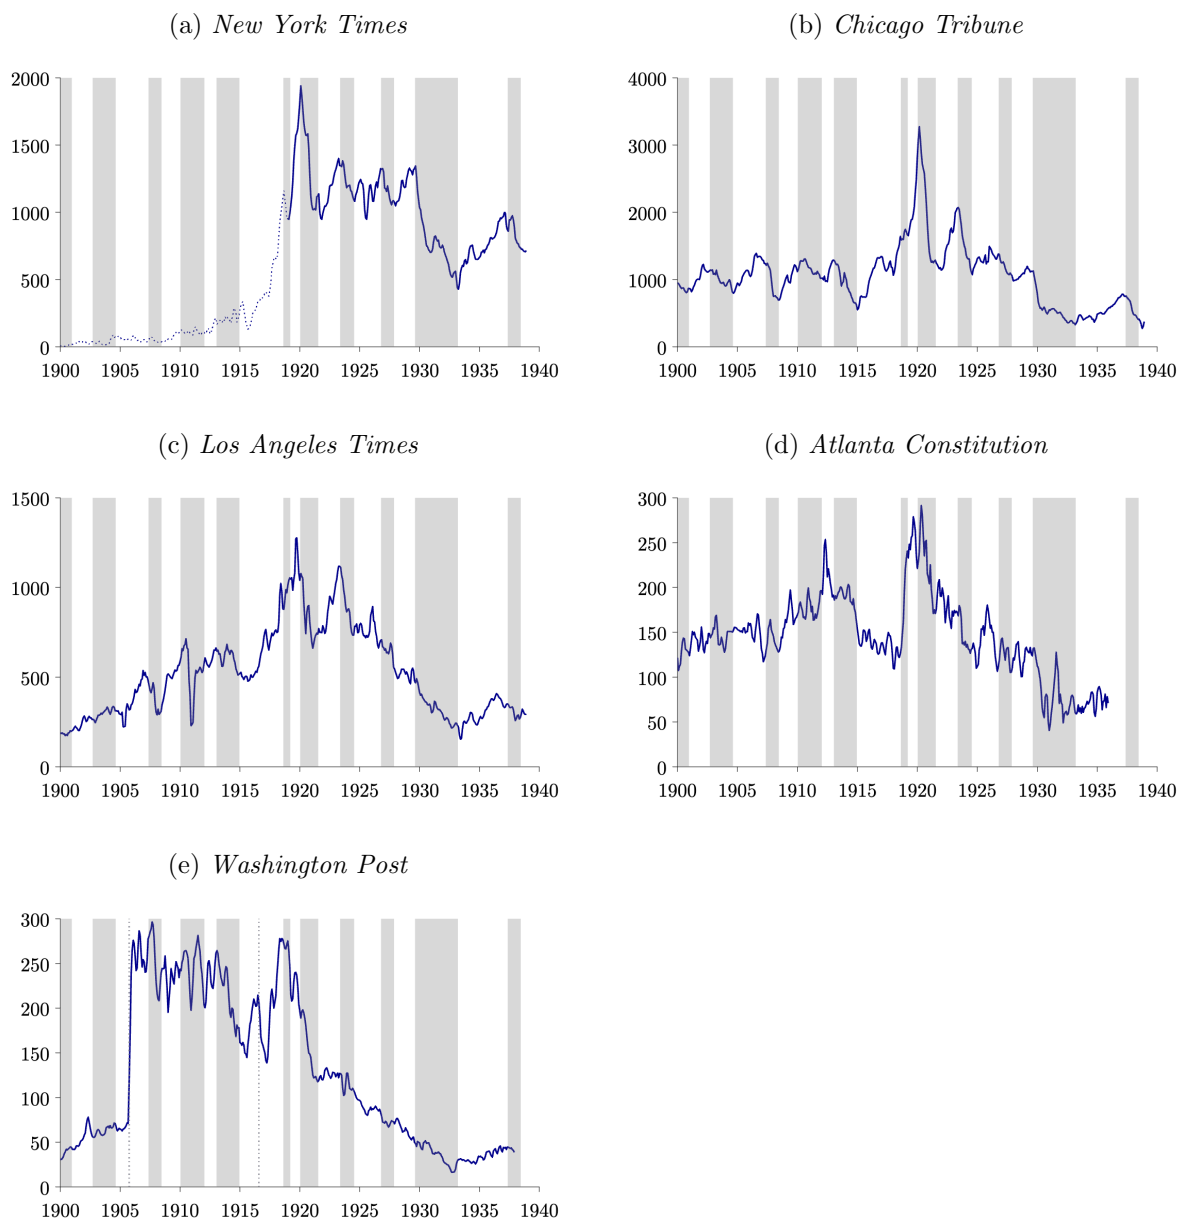 (a) New York Times
2000
1500
1000
500
0
1900 1905 1910 1915 1920 1925 1930 1935 1940
(b) Chicago Tribune
4000
3000
2000
1000
0
1900 1905 1910 1915 1920 1925 1930 1935 1940
(c) Los Angeles Times
1500
1000
500
0
1900 1905 1910 1915 1920 1925 1930 1935 1940
(d) Atlanta Constitution
300
250
200
150
100
50
0
1900 1905 1910 1915 1920 1925 1930 1935 1940
(e) Washington Post
300
250
200
150
100
50
0
1900 1905 1910 1915 1920 1925 1930 1935 1940